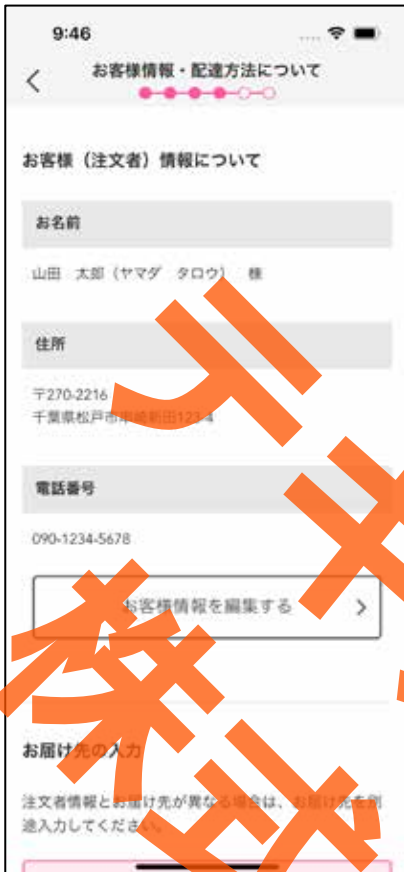 9:46
お客様情報・配達方法について
お客様（注文者）情報について
お名前
山田 太郎（ヤマダ タロウ） 様
住所
〒270-2216
千葉県松戸市串崎新田123-4
電話番号
090-1234-5678
お客様情報を編集する
お届け先の入力
注文者情報とお届け先が異なる場合は、お届け先を別
途入力してください。
株式